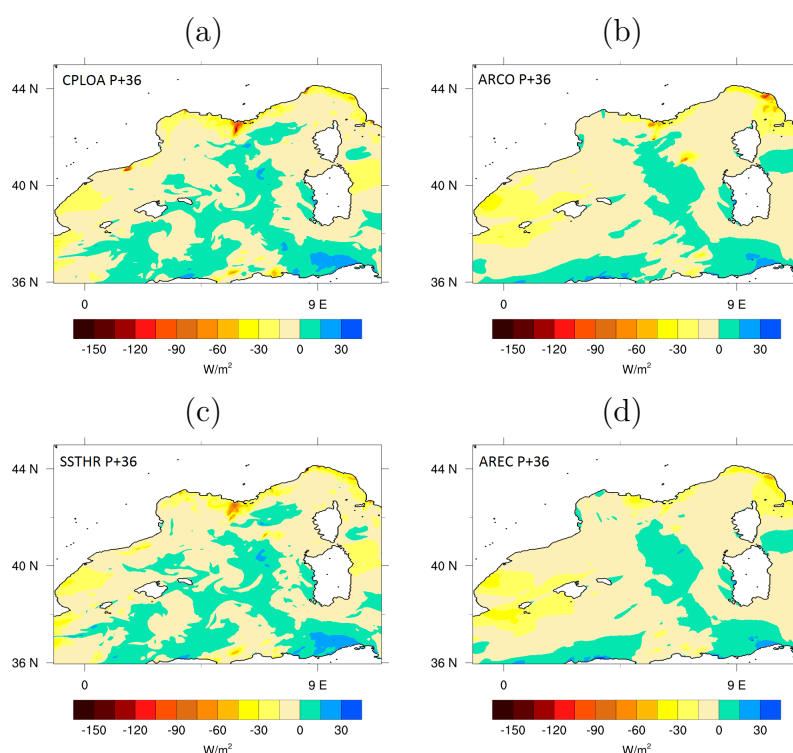 (a) (b)
CPLOA P+36 ARCO P+36
44 N 44 N
40 N 40 N
36 N 36 N
0 9 E 0 9 E
-150 -120 -90 -60 -30 0 30 -150 -120 -90 -60 -30 0 30
W/m² W/m²
(c) (d)
SSTHR P+36 AREC P+36
44 N 44 N
40 N 40 N
36 N 36 N
0 9 E 0 9 E
-150 -120 -90 -60 -30 0 30 -150 -120 -90 -60 -30 0 30
W/m² W/m²